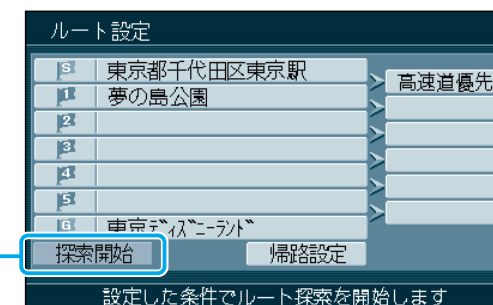 ルート設定
S 東京都千代田区東京駅
高速道優先
1 夢の島公園
2
3
4
5
G 東京ディズニーランド
探索開始 帰路設定
設定した条件でルート探索を開始します